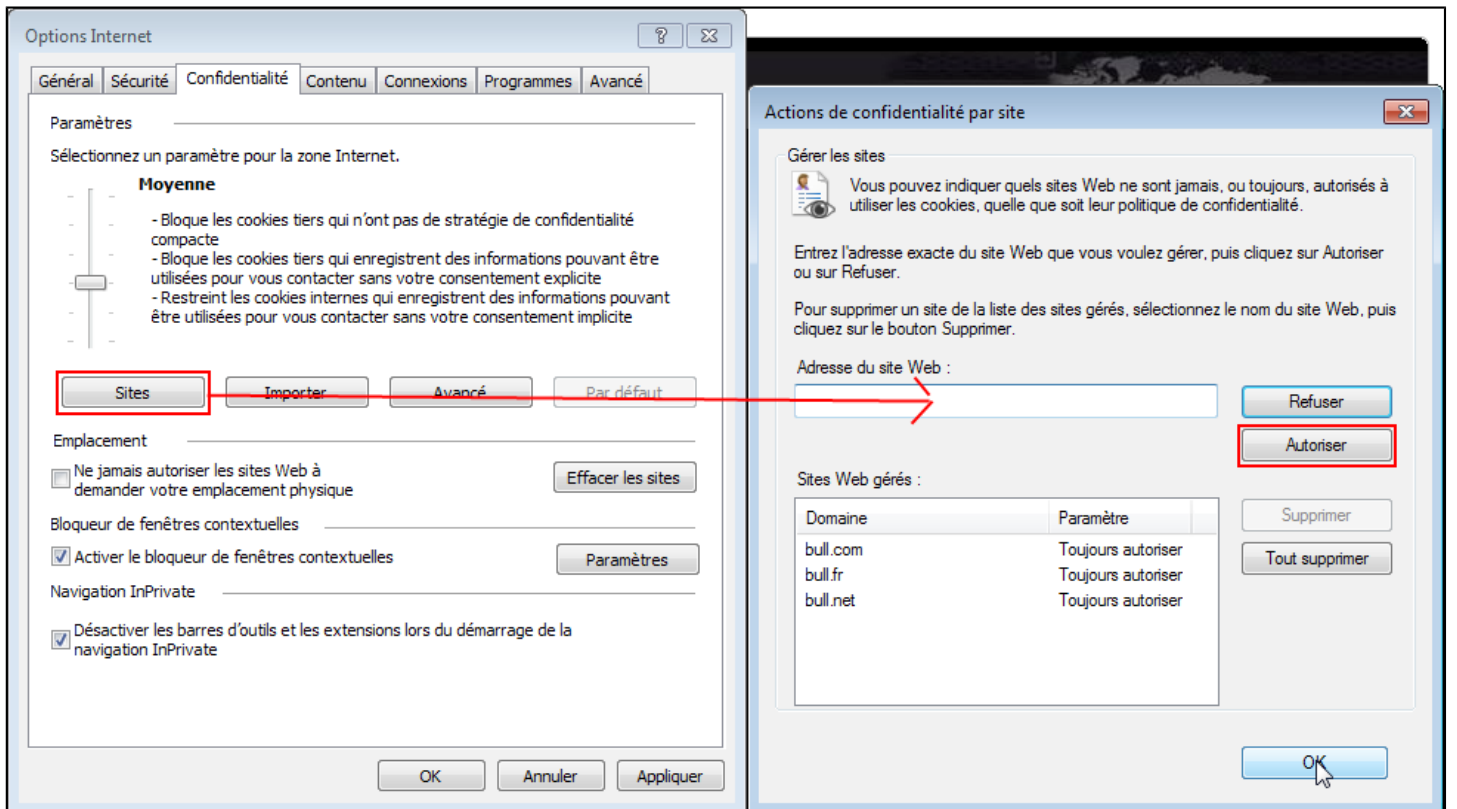 Options Internet
Général Sécurité Confidentialité Contenu Connexions Programmes Avancé
Paramètres
Sélectionnez un paramètre pour la zone Internet.
Moyenne
- Bloque les cookies tiers qui n'ont pas de stratégie de confidentialité
compacte
- Bloque les cookies tiers qui enregistrent des informations pouvant être
utilisées pour vous contacter sans votre consentement explicite
- Restreint les cookies internes qui enregistrent des informations pouvant
être utilisées pour vous contacter sans votre consentement implicite
Sites Importer Avancé Par défaut
Emplacement
Ne jamais autoriser les sites Web à
demander votre emplacement physique
Effacer les sites
Bloqueur de fenêtres contextuelles
Activer le bloqueur de fenêtres contextuelles
Paramètres
Navigation InPrivate
Désactiver les barres d'outils et les extensions lors du démarrage de la
navigation InPrivate
OK Annuler Appliquer
Actions de confidentialité par site
Gérer les sites
Vous pouvez indiquer quels sites Web ne sont jamais, ou toujours, autorisés à
utiliser les cookies, quelle que soit leur politique de confidentialité.
Entrez l'adresse exacte du site Web que vous voulez gérer, puis cliquez sur Autoriser
ou sur Refuser.
Pour supprimer un site de la liste des sites gérés, sélectionnez le nom du site Web, puis
cliquez sur le bouton Supprimer.
Adresse du site Web :
Refuser
Autoriser
Sites Web gérés :
Domaine Paramètre
bull.com Toujours autoriser
bull.fr Toujours autoriser
bull.net Toujours autoriser
Supprimer
Tout supprimer
OK